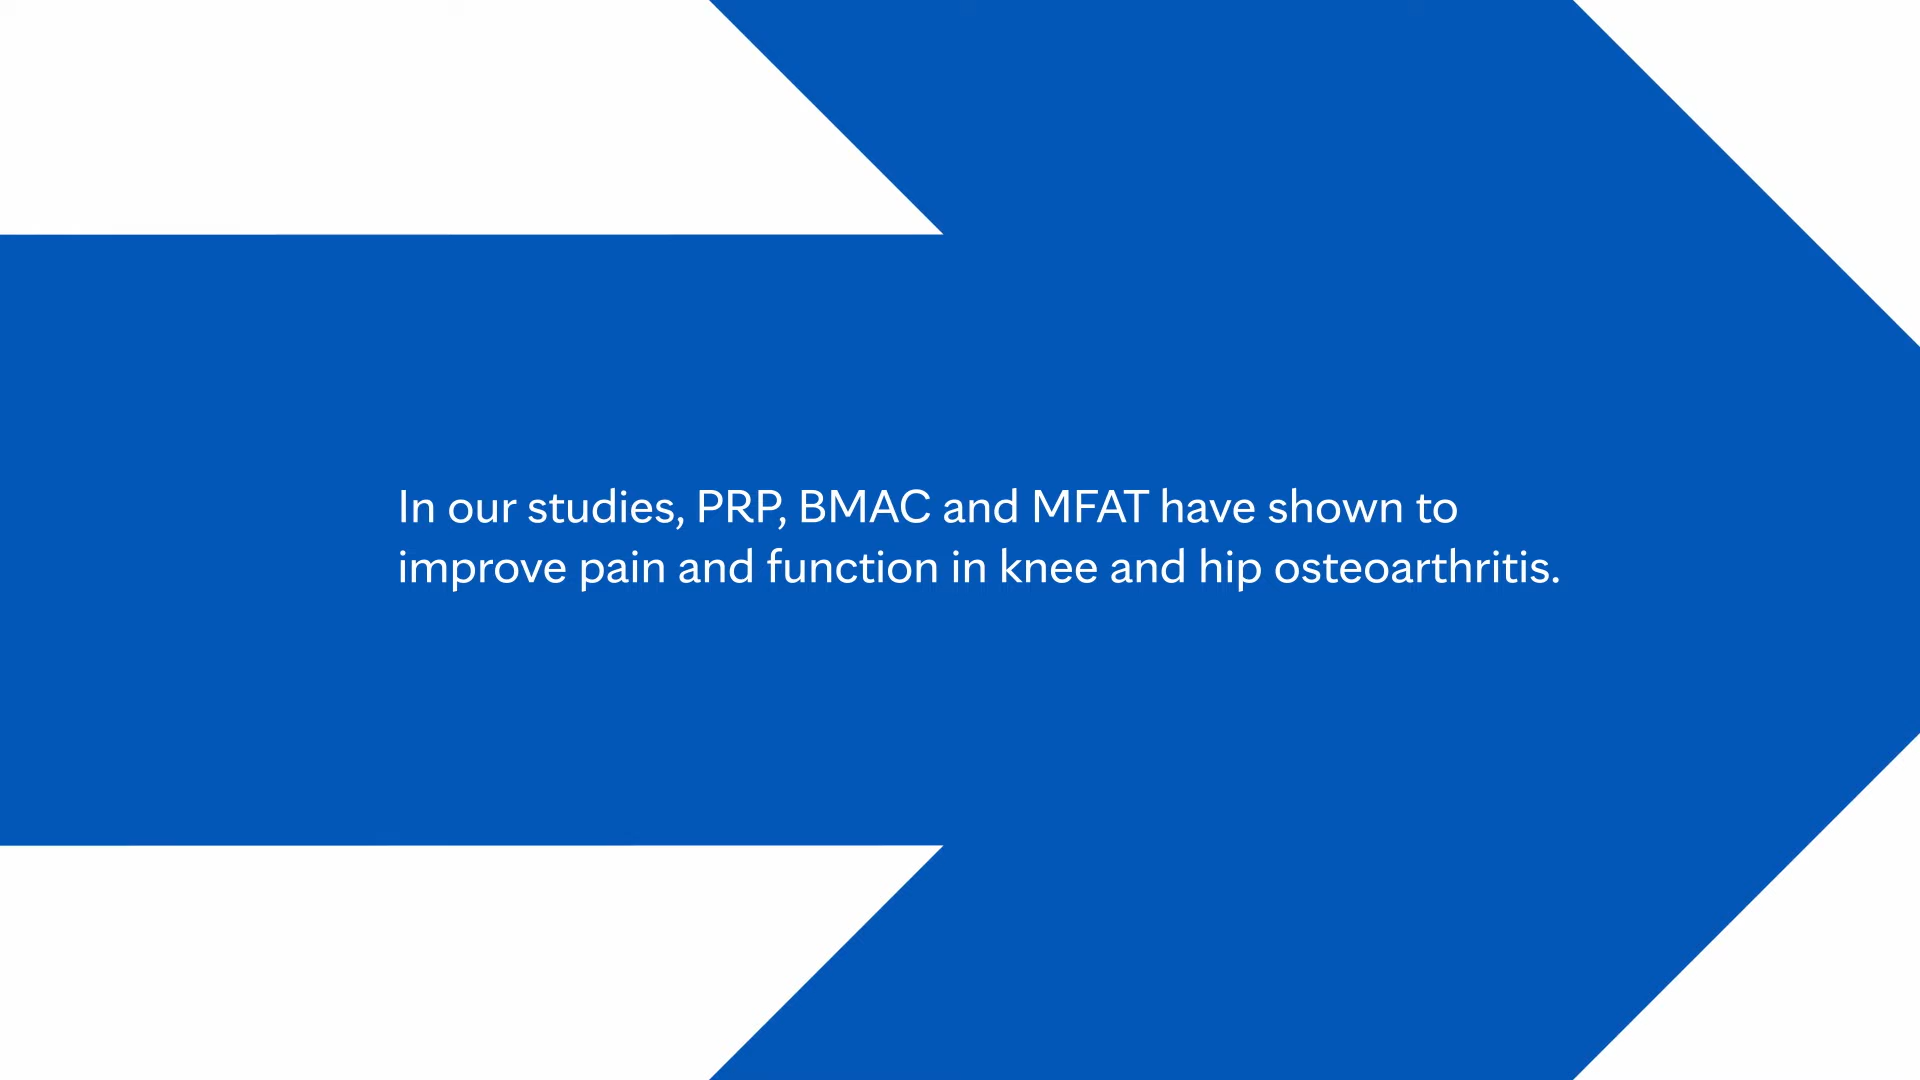 In our studies, PRP, BMAC and MFAT have shown to
improve pain and function in knee and hip osteoarthritis.